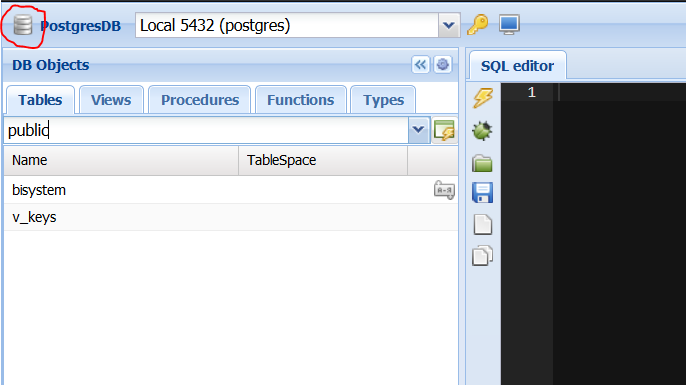 PostgresDB Local 5432 (postgres)
DB Objects
SQL editor
Tables Views Procedures Functions Types
1
public
Name TableSpace
bisystem
v_keys